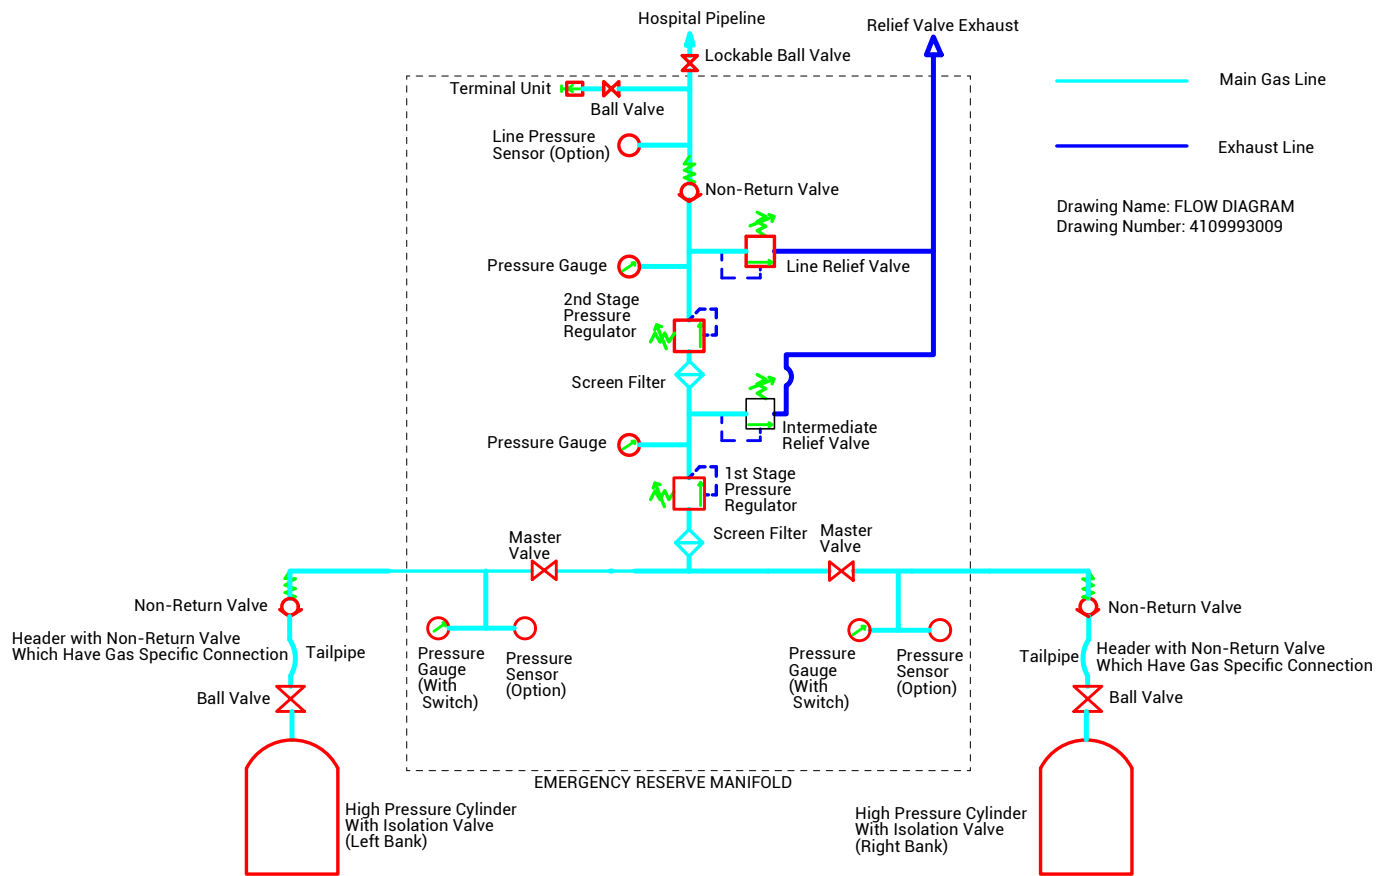 Hospital Pipeline
Relief Valve Exhaust
Lockable Ball Valve
Terminal Unit
Ball Valve
Main Gas Line
Line Pressure
Sensor (Option)
Exhaust Line
Non-Return Valve
Drawing Name: FLOW DIAGRAM
Drawing Number: 4109993009
Pressure Gauge
Line Relief Valve
2nd Stage
Pressure
Regulator
Screen Filter
Intermediate
Relief Valve
Pressure Gauge
1st Stage
Pressure
Regulator
Screen Filter
Master
Valve
Master
Valve
Non-Return Valve
Header with Non-Return Valve
Which Have Gas Specific Connection
Tailpipe
Ball Valve
Pressure
Gauge
(With
Switch)
Pressure
Sensor
(Option)
Pressure
Gauge
(With
Switch)
Pressure
Sensor
(Option)
Non-Return Valve
Tailpipe
Header with Non-Return Valve
Which Have Gas Specific Connection
Ball Valve
EMERGENCY RESERVE MANIFOLD
High Pressure Cylinder
With Isolation Valve
(Left Bank)
High Pressure Cylinder
With Isolation Valve
(Right Bank)